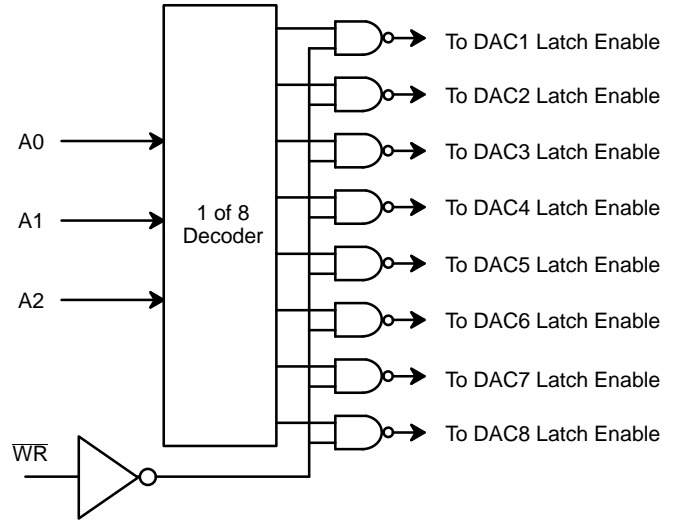 To DAC1 Latch Enable
To DAC2 Latch Enable
A0
To DAC3 Latch Enable
To DAC4 Latch Enable
A1
1 of 8
Decoder
To DAC5 Latch Enable
A2
To DAC6 Latch Enable
To DAC7 Latch Enable
To DAC8 Latch Enable
W̅R̅